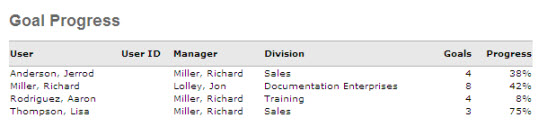 Goal Progress
User User ID Manager Division Goals Progress
Anderson, Jerrod Miller, Richard Sales 4 38%
Miller, Richard Lolley, Jon Documentation Enterprises 8 42%
Rodriguez, Aaron Miller, Richard Training 4 8%
Thompson, Lisa Miller, Richard Sales 3 75%